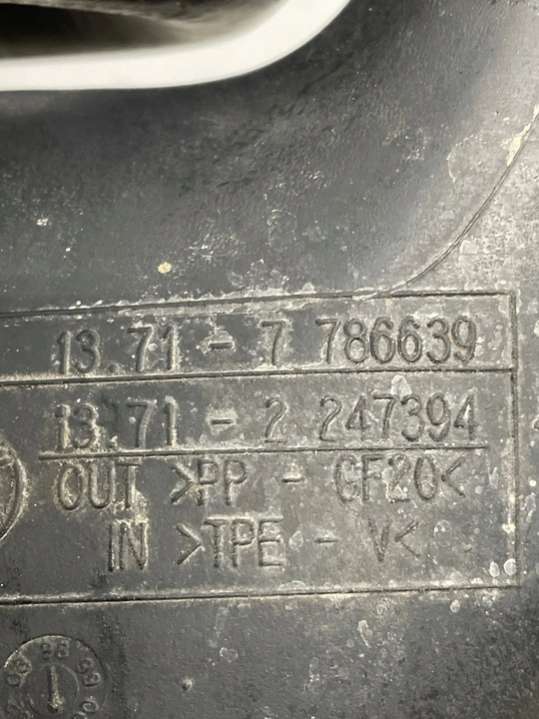 13.71 - 7 786639
13.71 - 2 247394
OUT >PP - GF20<
IN >TPE - V<